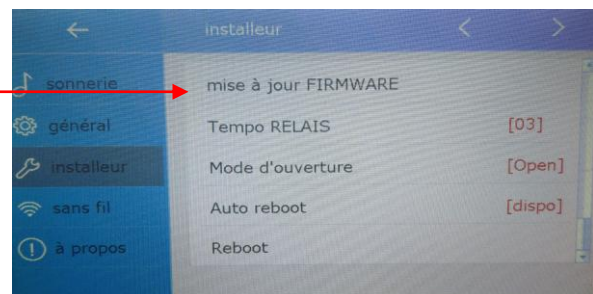 installeur
sonnerie
général
installeur
sans fil
à propos
mise à jour FIRMWARE
Tempo RELAIS [03]
Mode d'ouverture [Open]
Auto reboot [dispo]
Reboot